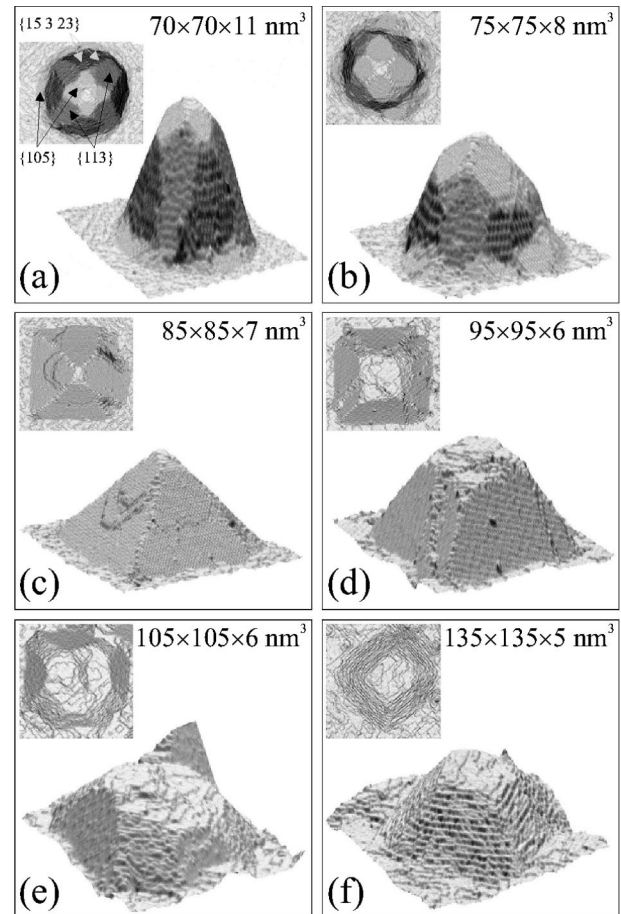 {15 3 23}
70×70×11 nm³
{105}
{113}
(a)
75×75×8 nm³
(b)
85×85×7 nm³
(c)
95×95×6 nm³
(d)
105×105×6 nm³
(e)
135×135×5 nm³
(f)